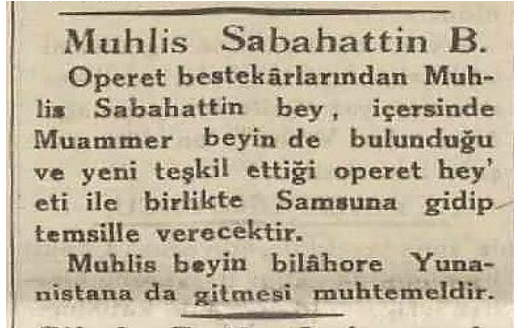 Muhlis Sabahattin B.
Operet bestekârlarından Muh-
lis Sabahattin bey, içersinde
Muammer beyin de bulunduğu
ve yeni teşkil ettiği operet hey'
eti ile birlikte Samsuna gidip
temsille verecektir.
Muhlis beyin bilâhore Yuna-
nistana da gitmesi muhtemeldir.